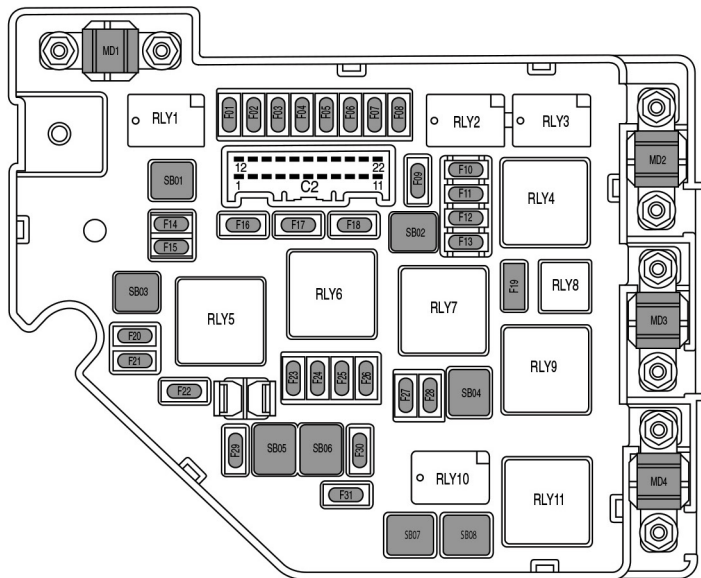 MD1
RLY1
F01 F02 F03 F04 F05 F06 F07 F08
RLY2
RLY3
MD2
12 22
1 C2 11
F09
F10
F11
F12
F13
RLY4
SB01
F14
F15
F16
F17
F18
SB02
SB03
RLY5
RLY6
RLY7
F19
RLY8
MD3
F20
F21
F22
F23 F24 F25 F26
F27 F28
SB04
RLY9
F29
SB05
SB06
F30
F31
RLY10
RLY11
MD4
SB07
SB08